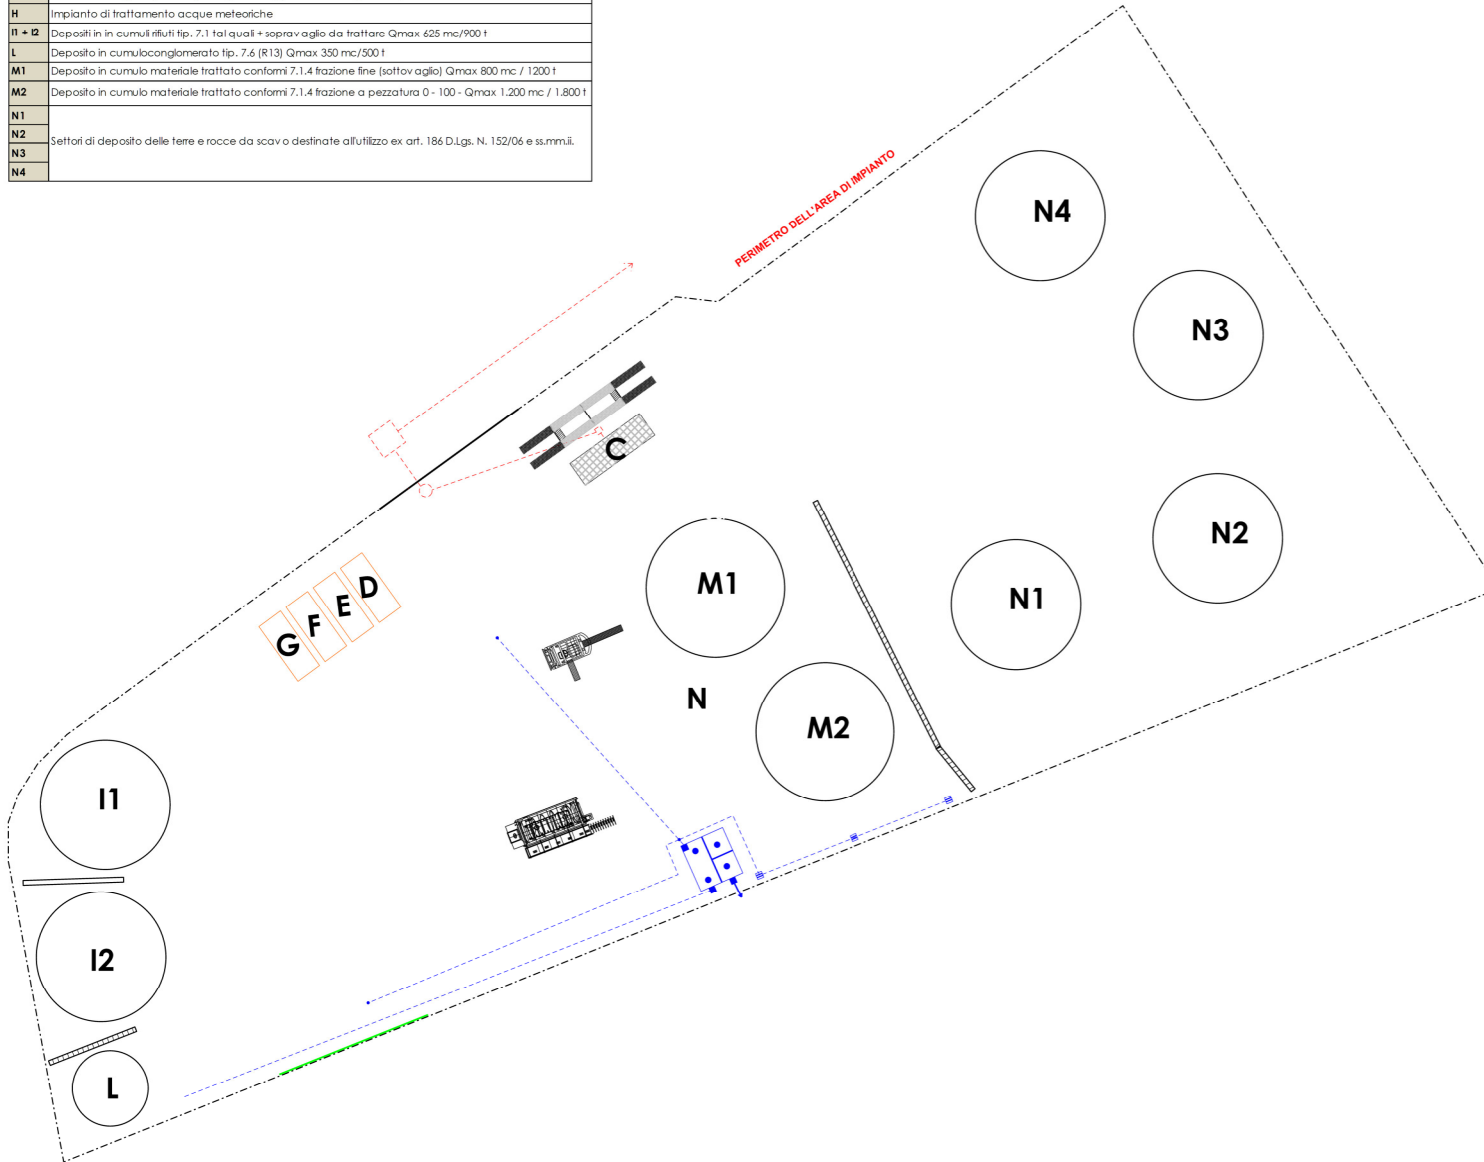 H Impianto di trattamento acque meteoriche
I1 + I2 Depositi in in cumuli rifiuti tip. 7.1 tal quali + soprav aglio da trattare Qmax 625 mc/900 t
L Deposito in cumuloconglomerato tip. 7.6 (R13) Qmax 350 mc/500 t
M1 Deposito in cumulo materiale trattato conformi 7.1.4 frazione fine (sottov aglio) Qmax 800 mc / 1200 t
M2 Deposito in cumulo materiale trattato conformi 7.1.4 frazione a pezzatura 0 - 100 - Qmax 1.200 mc / 1.800 t
N1
N2
Settori di deposito delle terre e rocce da scav o destinate all'utilizzo ex art. 186 D.Lgs. N. 152/06 e ss.mm.ii.
N3
N4
PERIMETRO DELL'AREA DI IMPIANTO
N4
N3
C
N2
M1
N1
D
E
F
G
N
M2
I1
I2
L